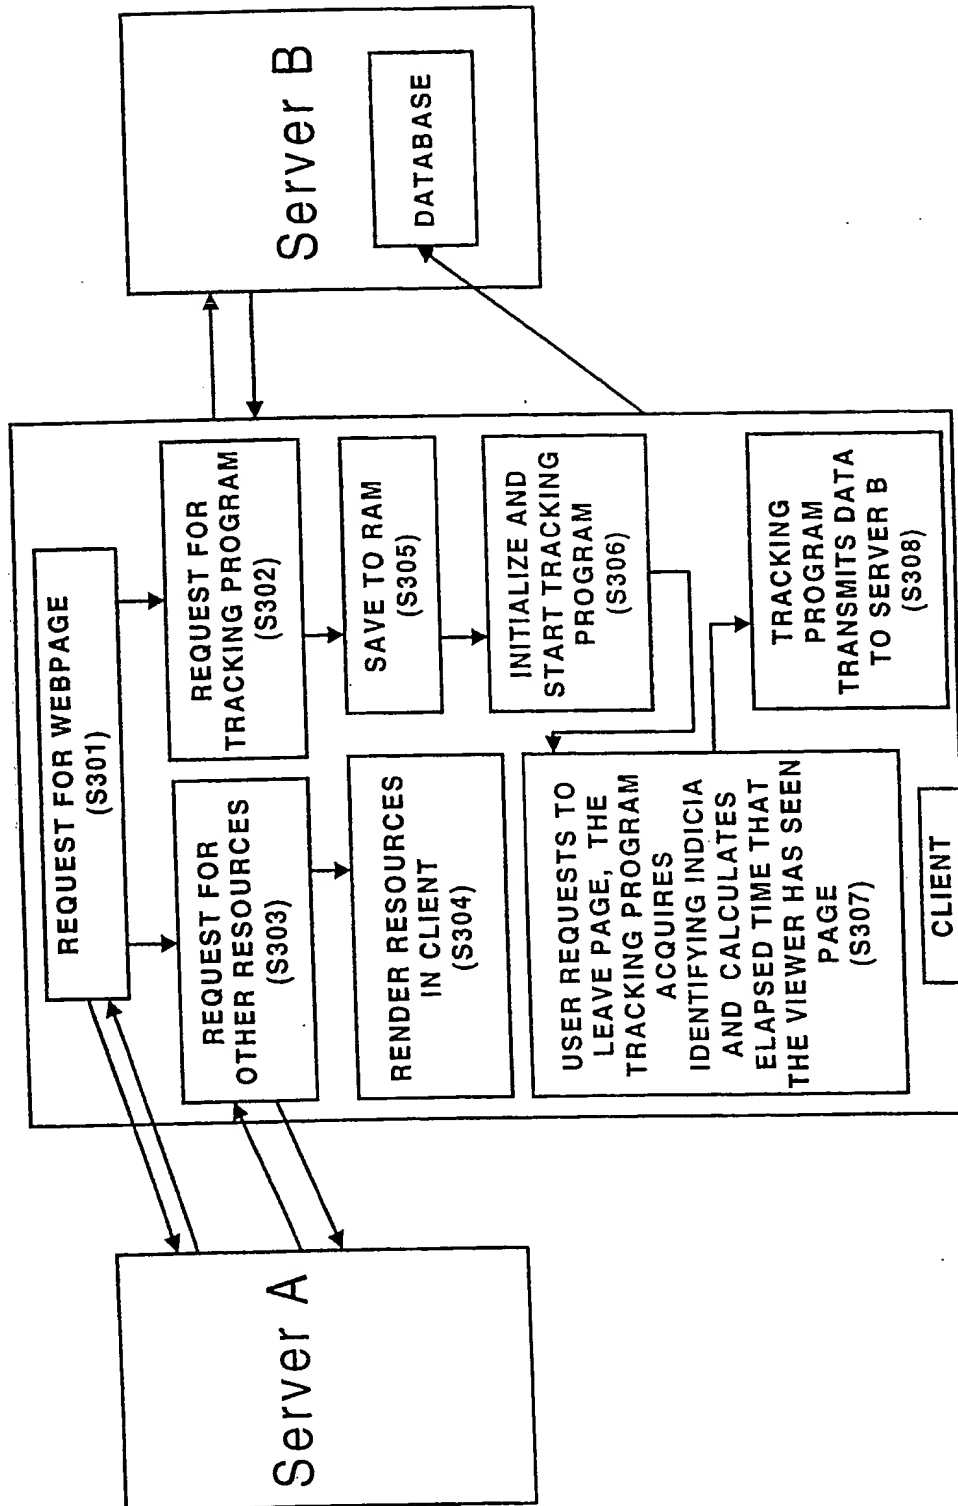 Server A
REQUEST FOR WEBPAGE
(S301)
REQUEST FOR
OTHER RESOURCES
(S303)
RENDER RESOURCES
IN CLIENT
(S304)
REQUEST FOR
TRACKING PROGRAM
(S302)
SAVE TO RAM
(S305)
INITIALIZE AND
START TRACKING
PROGRAM
(S306)
USER REQUESTS TO
LEAVE PAGE, THE
TRACKING PROGRAM
ACQUIRES
IDENTIFYING INDICIA
AND CALCULATES
ELAPSED TIME THAT
THE VIEWER HAS SEEN
PAGE
(S307)
TRACKING
PROGRAM
TRANSMITS DATA
TO SERVER B
(S308)
CLIENT
Server B
DATABASE